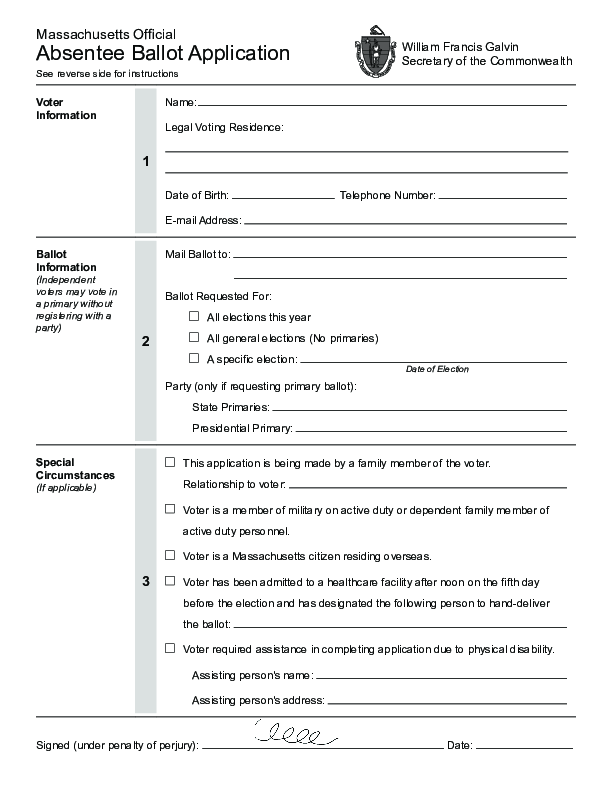 Massachusetts Official
Absentee Ballot Application
See reverse side for instructions
William Francis Galvin
Secretary of the Commonwealth
Voter
Information
1
Name:
Legal Voting Residence:
Date of Birth: Telephone Number:
E-mail Address:
Ballot
Information
(Independent
voters may vote in
a primary without
registering with a
party)
2
Mail Ballot to:
Ballot Requested For:
All elections this year
All general elections (No primaries)
A specific election:
Date of Election
Party (only if requesting primary ballot):
State Primaries:
Presidential Primary:
Special
Circumstances
(If applicable)
3
This application is being made by a family member of the voter.
Relationship to voter:
Voter is a member of military on active duty or dependent family member of
active duty personnel.
Voter is a Massachusetts citizen residing overseas.
Voter has been admitted to a healthcare facility after noon on the fifth day
before the election and has designated the following person to hand-deliver
the ballot:
Voter required assistance in completing application due to physical disability.
Assisting person's name:
Assisting person's address:
Signed (under penalty of perjury): Date: